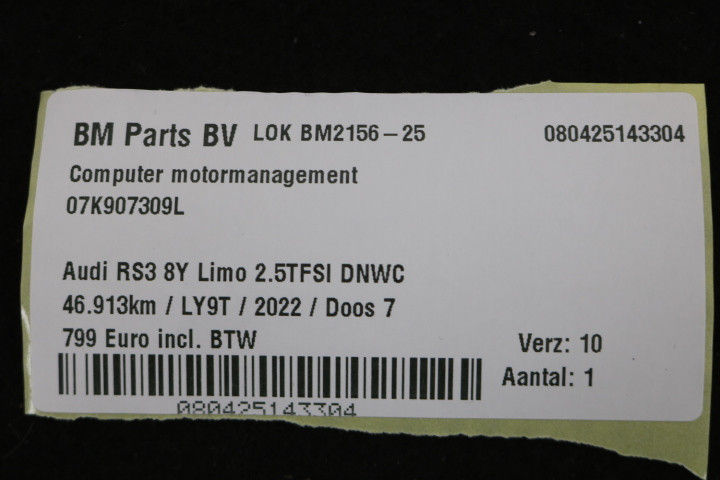 BM Parts BV LOK BM2156-25 080425143304
Computer motormanagement
07K907309L
Audi RS3 8Y Limo 2.5TFSI DNWC
46.913km / LY9T / 2022 / Doos 7
799 Euro incl. BTW Verz: 10
Aantal: 1
080425143304